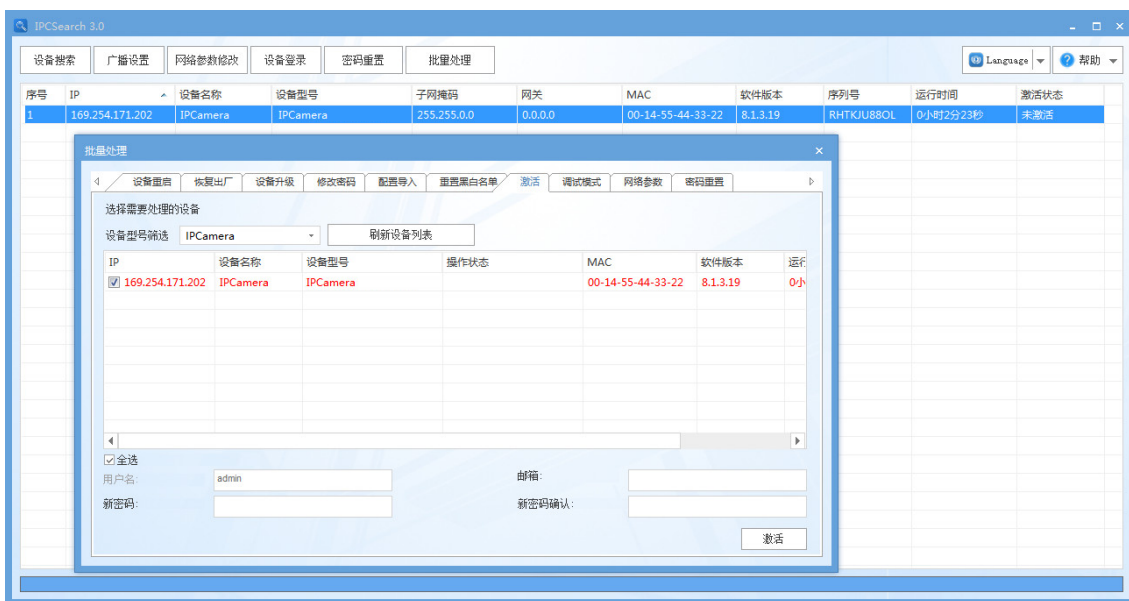 IPCSearch 3.0
设备搜索 广播设置 网络参数修改 设备登录 密码重置 批量处理 Language 帮助
序号 IP 设备名称 设备型号 子网掩码 网关 MAC 软件版本 序列号 运行时间 激活状态
1 169.254.171.202 IPCamera IPCamera 255.255.0.0 0.0.0.0 00-14-55-44-33-22 8.1.3.19 RHTKJU88OL 0小时2分23秒 未激活
批量处理
设备重启 恢复出厂 设备升级 修改密码 配置导入 重置黑白名单 激活 调试模式 网络参数 密码重置
选择需要处理的设备
设备型号筛选 IPCamera 刷新设备列表
IP 设备名称 设备型号 操作状态 MAC 软件版本 运行
169.254.171.202 IPCamera IPCamera 00-14-55-44-33-22 8.1.3.19 0小
全选
用户名: admin 邮箱:
新密码: 新密码确认:
激活